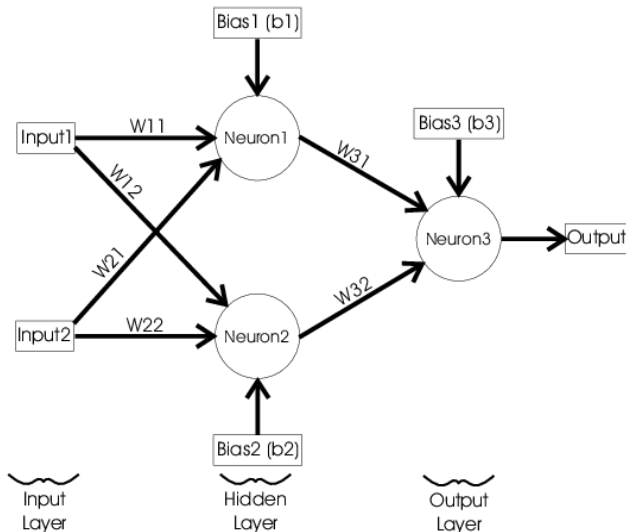 Bias1 (b1)
Bias3 (b3)
Input1
W11
Neuron1
W31
W12
Neuron3
Output
W21
W32
Input2
W22
Neuron2
Bias2 (b2)
Input
Layer
Hidden
Layer
Output
Layer